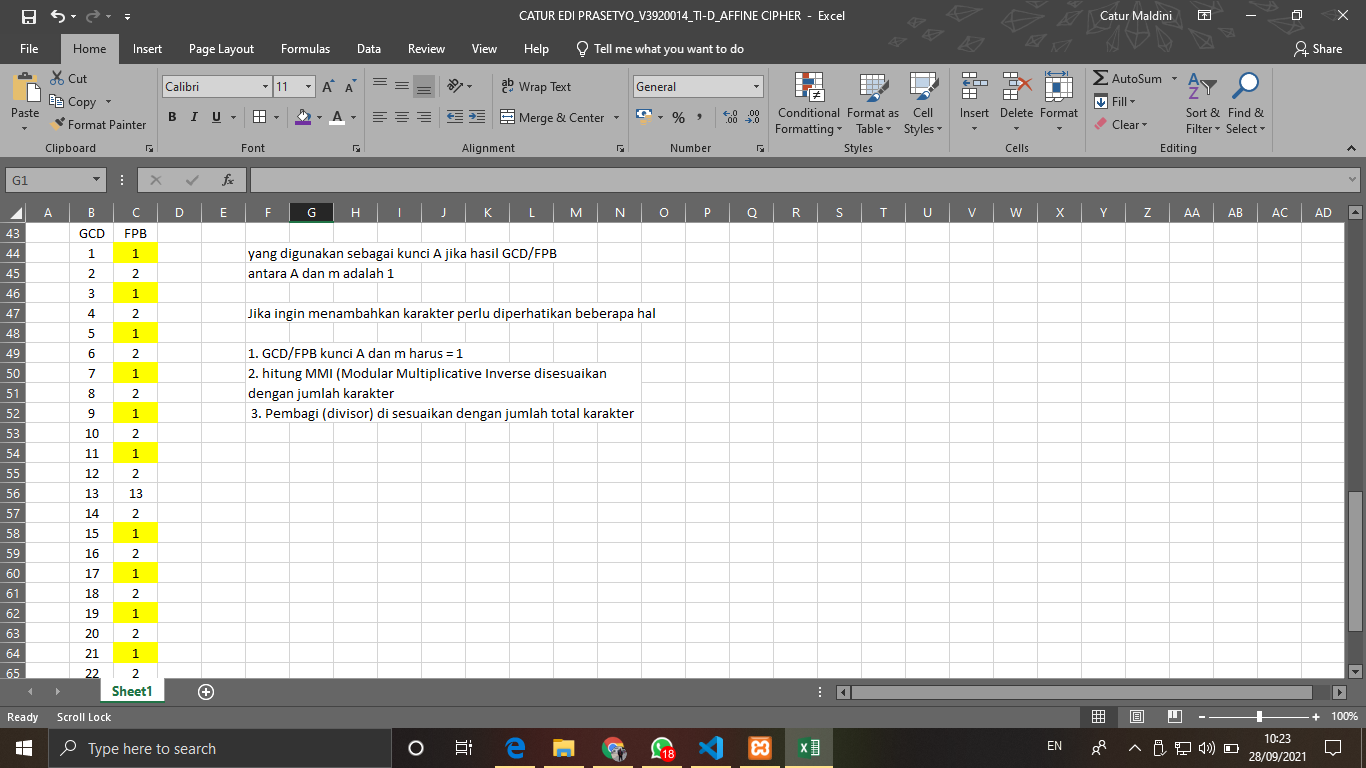 CATUR EDI PRASETYO_V3920014_TI-D_AFFINE CIPHER - Excel
Catur Maldini
File Home Insert Page Layout Formulas Data Review View Help Tell me what you want to do Share
Paste Cut Copy Format Painter
Calibri 11 A A B I U A
ab Wrap Text Merge & Center
General % , ,00 ,00
Conditional Formatting Format as Table Cell Styles
Insert Delete Format
AutoSum Fill Clear Sort & Filter Find & Select
Clipboard Font Alignment Number Styles Cells Editing
G1 fx
A B C D E F G H I J K L M N O P Q R S T U V W X Y Z AA AB AC AD
43 GCD FPB
44 1 1 yang digunakan sebagai kunci A jika hasil GCD/FPB
45 2 2 antara A dan m adalah 1
46 3 1
47 4 2 Jika ingin menambahkan karakter perlu diperhatikan beberapa hal
48 5 1
49 6 2 1. GCD/FPB kunci A dan m harus = 1
50 7 1 2. hitung MMI (Modular Multiplicative Inverse disesuaikan
51 8 2 dengan jumlah karakter
52 9 1 3. Pembagi (divisor) di sesuaikan dengan jumlah total karakter
53 10 2
54 11 1
55 12 2
56 13 13
57 14 2
58 15 1
59 16 2
60 17 1
61 18 2
62 19 1
63 20 2
64 21 1
65 22 2
Sheet1
Ready Scroll Lock 100%
Type here to search 18 EN 10:23
28/09/2021